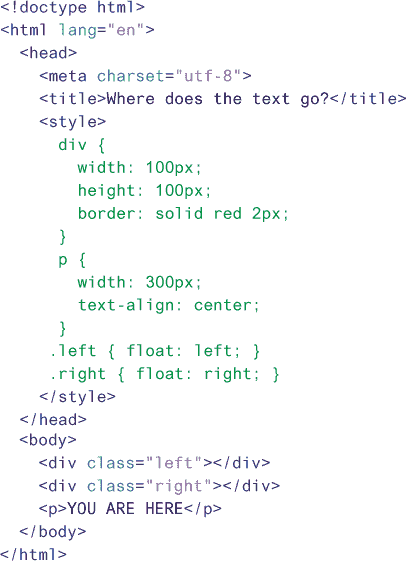 <!doctype html>
<html lang="en">
  <head>
    <meta charset="utf-8">
    <title>Where does the text go?</title>
    <style>
      div {
        width: 100px;
        height: 100px;
        border: solid red 2px;
      }
      p {
        width: 300px;
        text-align: center;
      }
     .left { float: left; }
     .right { float: right; }
    </style>
  </head>
  <body>
    <div class="left"></div>
    <div class="right"></div>
    <p>YOU ARE HERE</p>
  </body>
</html>